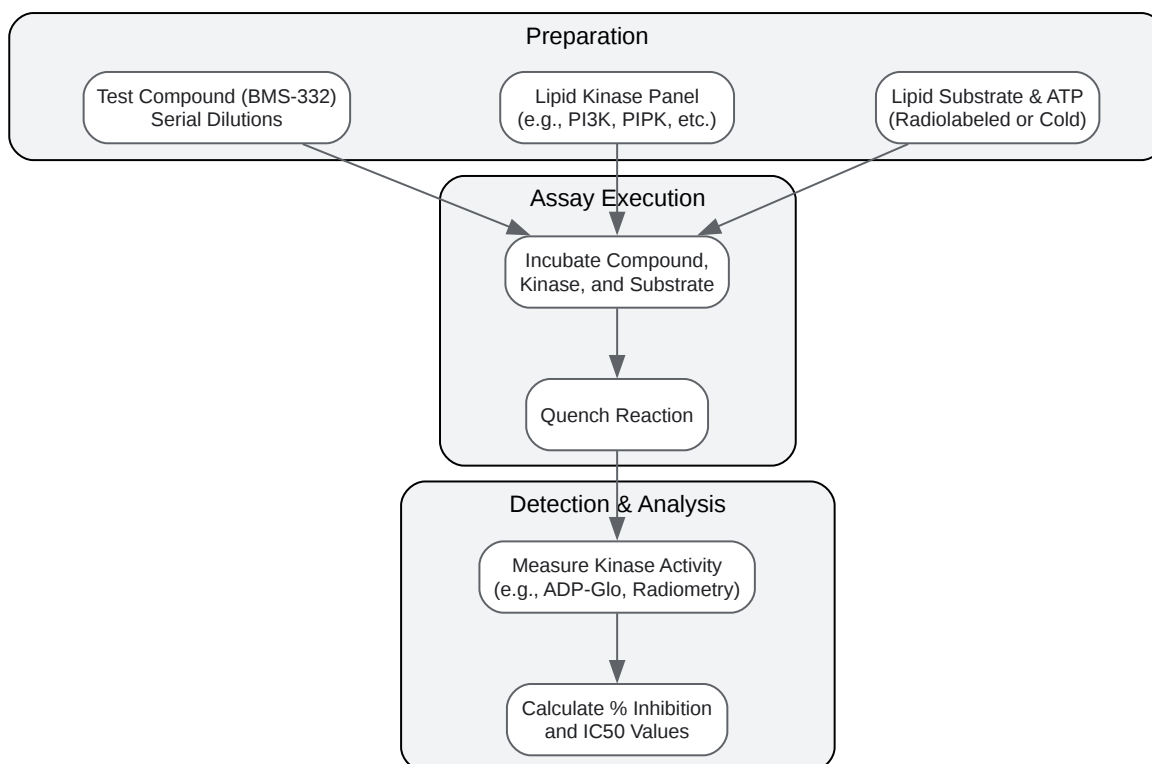 Preparation
Test Compound (BMS-332)
Serial Dilutions
Lipid Kinase Panel
(e.g., PI3K, PIPK, etc.)
Lipid Substrate & ATP
(Radiolabeled or Cold)
Assay Execution
Incubate Compound,
Kinase, and Substrate
Quench Reaction
Detection & Analysis
Measure Kinase Activity
(e.g., ADP-Glo, Radiometry)
Calculate % Inhibition
and IC50 Values